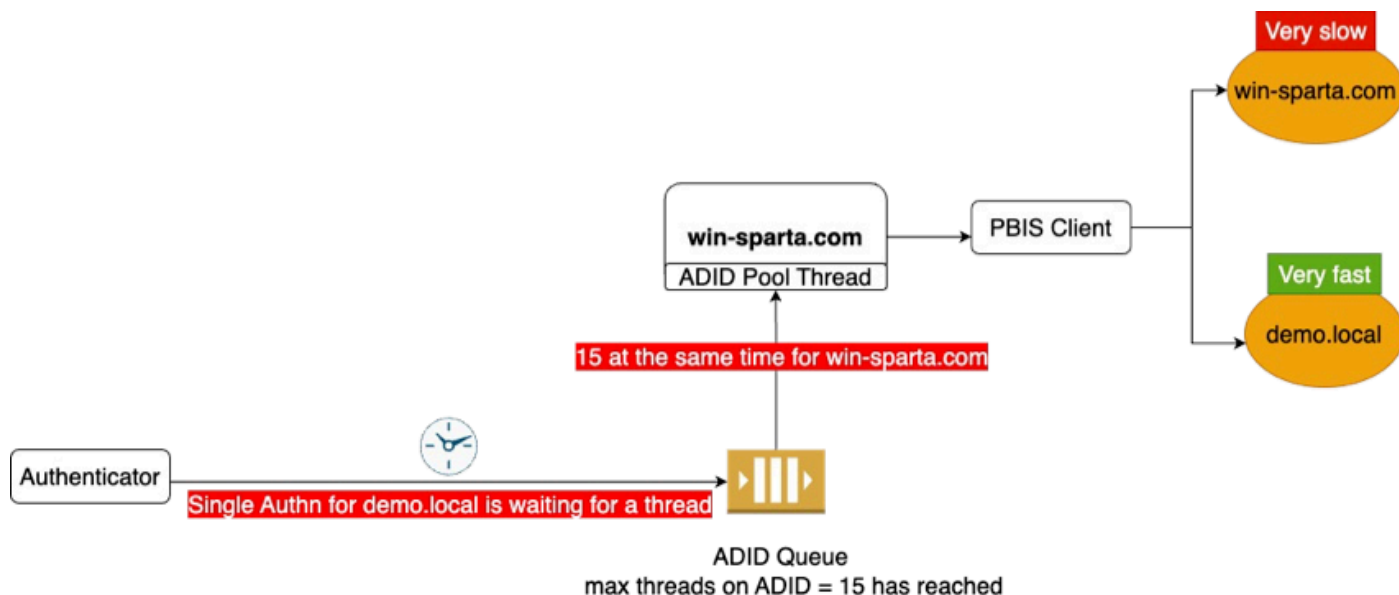 Very slow
win-sparta.com
win-sparta.com
ADID Pool Thread
PBIS Client
Very fast
demo.local
15 at the same time for win-sparta.com
Authenticator
Single Authn for demo.local is waiting for a thread
ADID Queue
max threads on ADID = 15 has reached